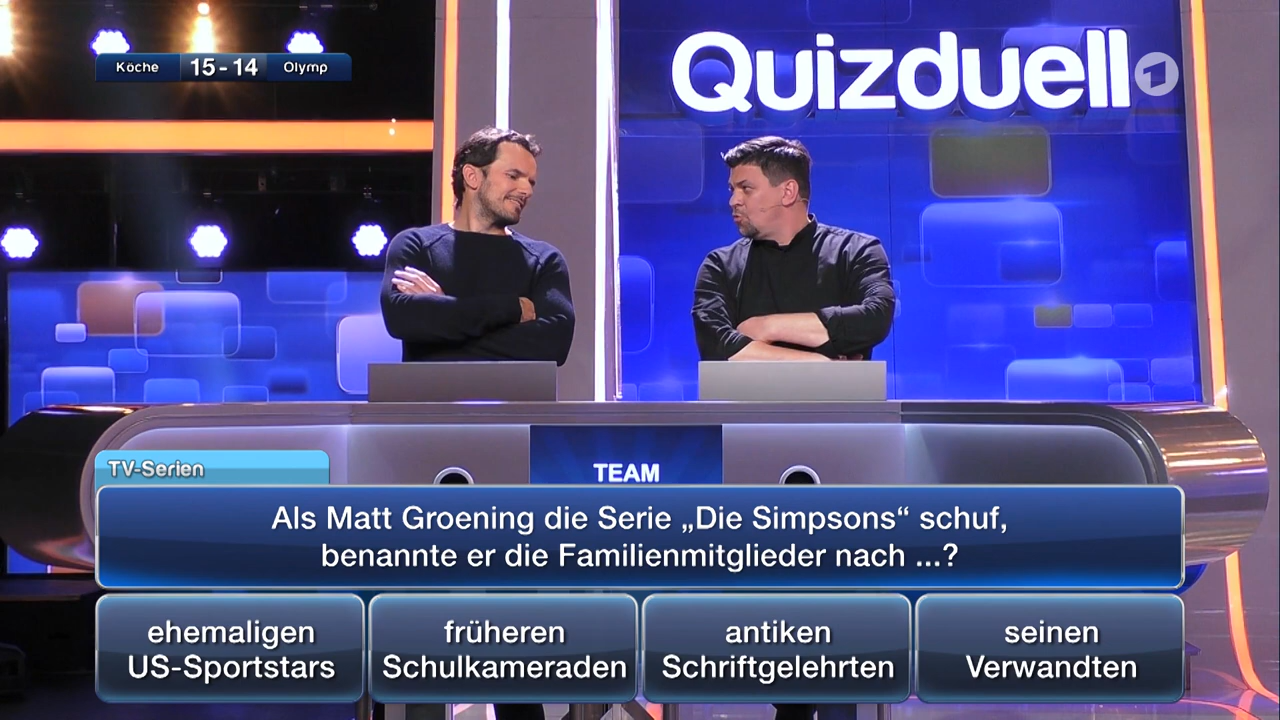 Köche 15-14 Olymp
Quizduell 1
TEAM
TV-Serien
Als Matt Groening die Serie „Die Simpsons“ schuf,
benannte er die Familienmitglieder nach ...?
ehemaligen
US-Sportstars
früheren
Schulkameraden
antiken
Schriftgelehrten
seinen
Verwandten